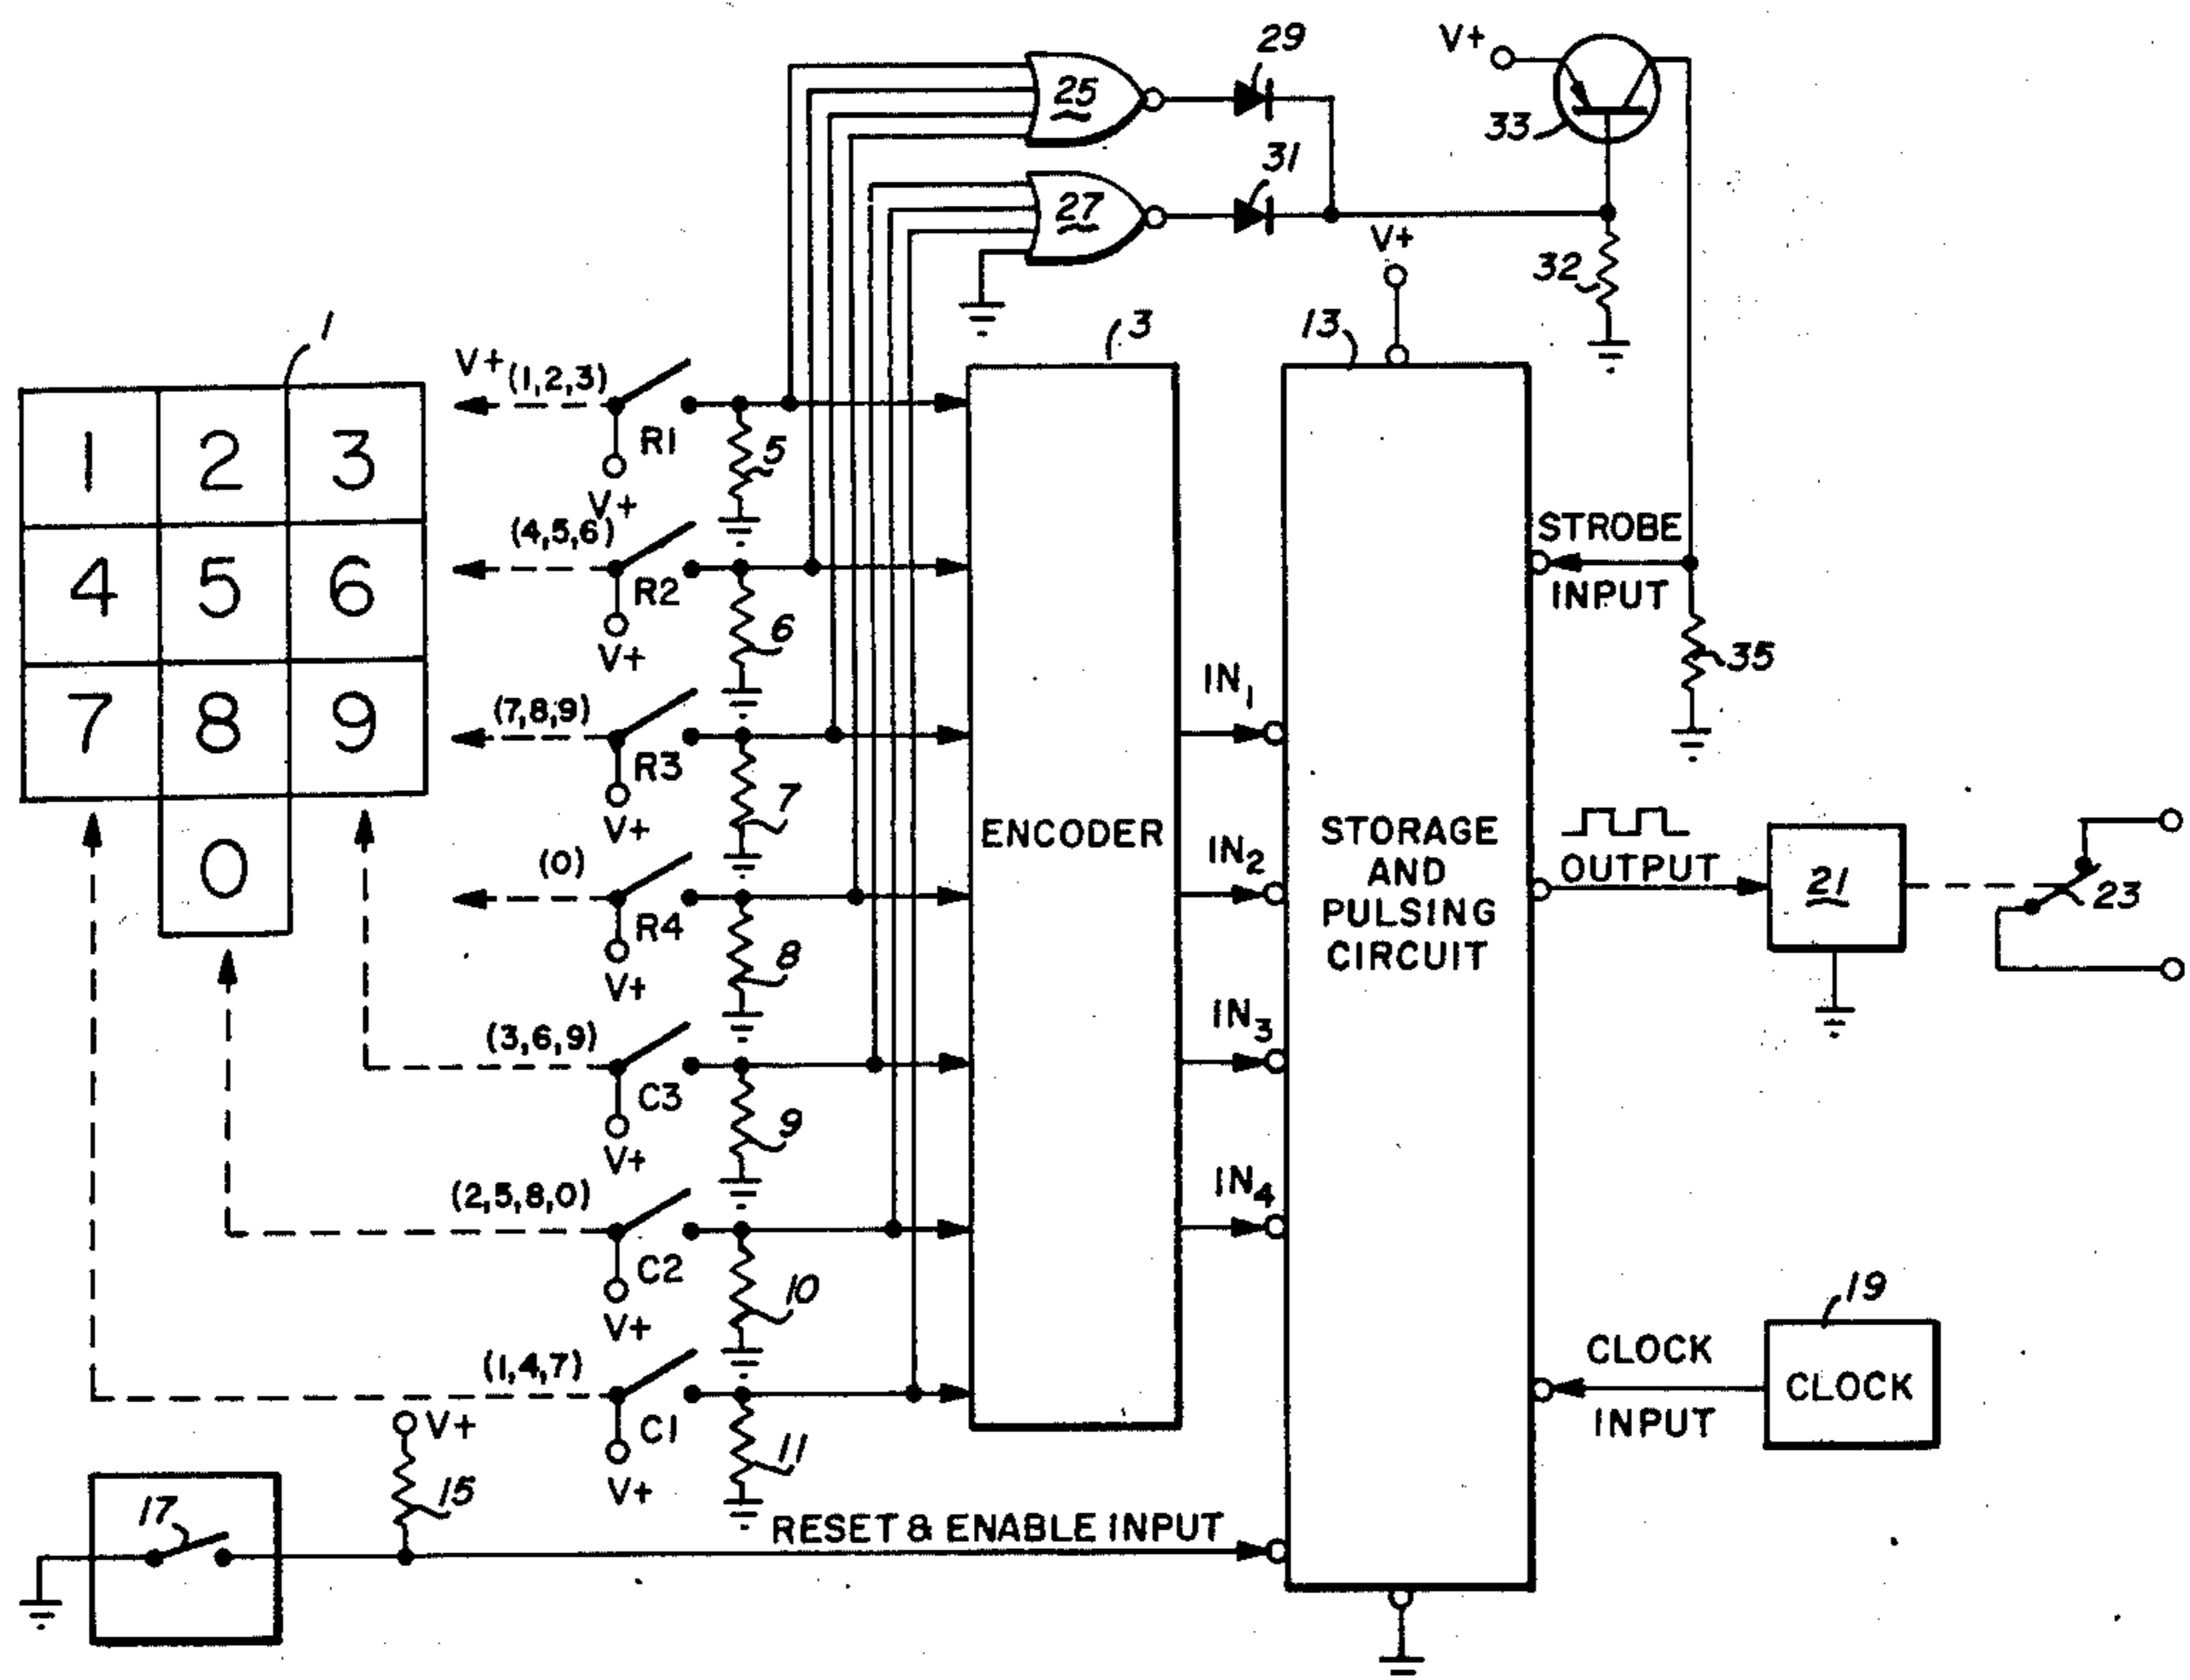 29
V+
25
33
31
27
V+
32
1
3
13
V+ (1,2,3)
1 2 3
R1
5
V+
STROBE
(4,5,6)
4 5 6
R2
6
INPUT
V+
35
IN1
(7,8,9)
7 8 9
R3
7
V+
ENCODER
STORAGE
AND
PULSING
CIRCUIT
IN2
OUTPUT
21
23
(0)
0
R4
8
V+
IN3
(3,6,9)
C3
9
V+
IN4
(2,5,8,0)
C2
10
V+
19
CLOCK
INPUT
CLOCK
(1,4,7)
C1
11
V+
V+
15
17
RESET & ENABLE INPUT